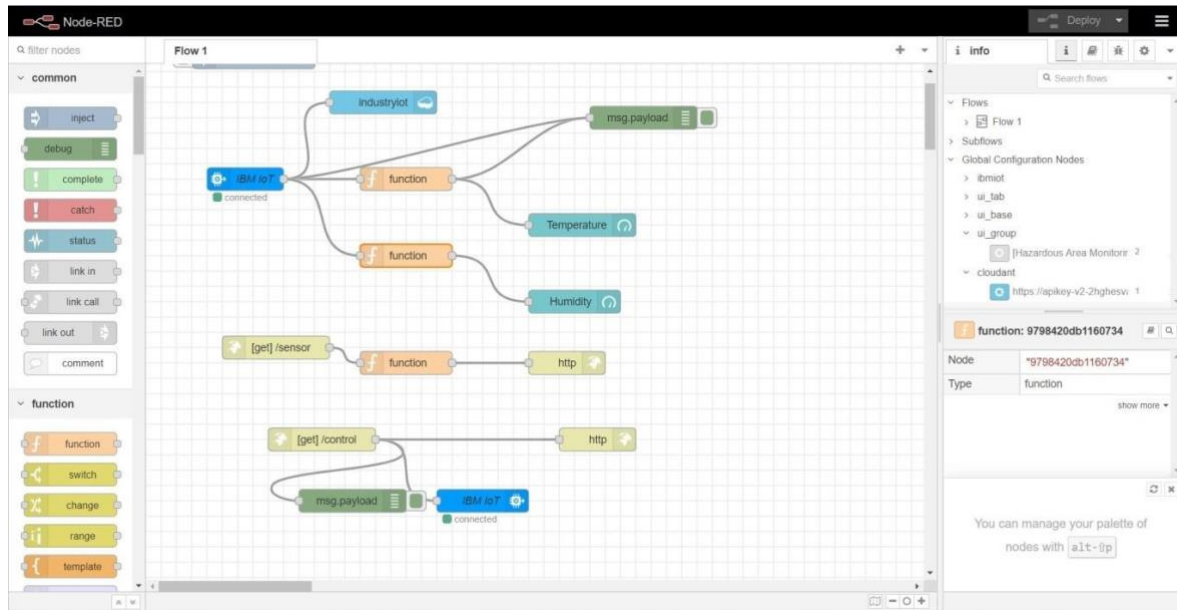 Node-RED
Deploy
filter nodes
common
inject
debug
complete
catch
status
link in
link call
link out
comment
function
function
switch
change
range
template
Flow 1
industryiot
msg.payload
IBM IoT
connected
function
Temperature
function
Humidity
[get] /sensor
function
http
[get] /control
http
msg.payload
IBM IoT
connected
i info
Search flows
Flows
Flow 1
Subflows
Global Configuration Nodes
ibmiot
ui_tab
ui_base
ui_group
[Hazardous Area Monitorir 2
cloudant
https://apikey-v2-2hghesv 1
function: 9798420db1160734
Node "9798420db1160734"
Type function
show more
You can manage your palette of
nodes with alt-⇧p